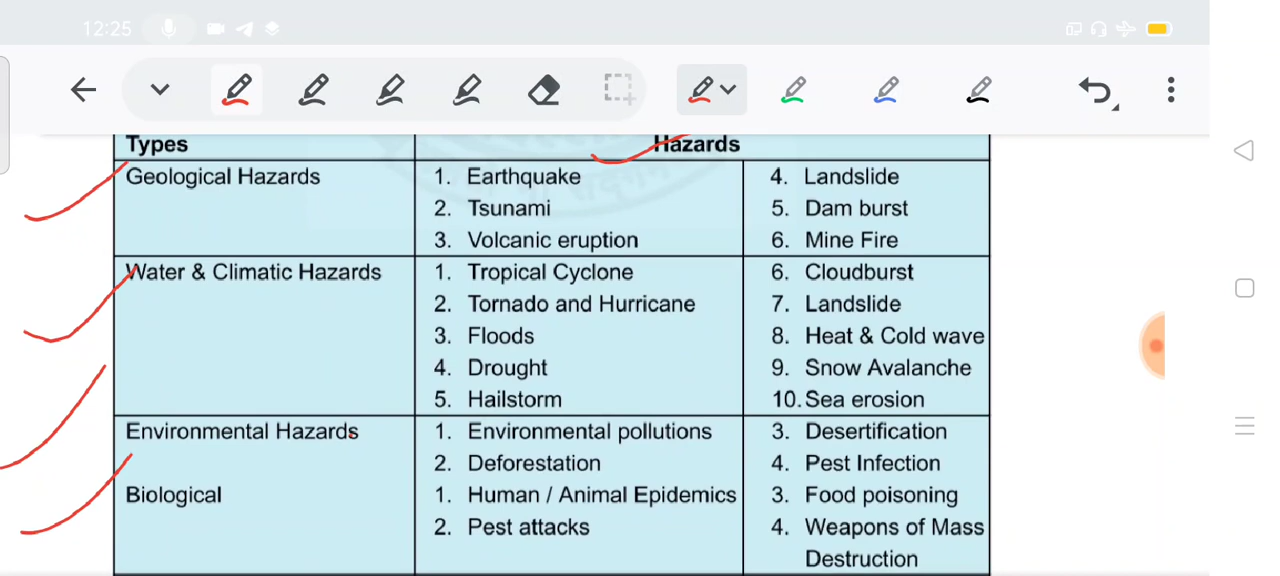 12:25
Types Hazards
Geological Hazards 1. Earthquake 4. Landslide
2. Tsunami 5. Dam burst
3. Volcanic eruption 6. Mine Fire
Water & Climatic Hazards 1. Tropical Cyclone 6. Cloudburst
2. Tornado and Hurricane 7. Landslide
3. Floods 8. Heat & Cold wave
4. Drought 9. Snow Avalanche
5. Hailstorm 10. Sea erosion
Environmental Hazards 1. Environmental pollutions 3. Desertification
2. Deforestation 4. Pest Infection
Biological 1. Human / Animal Epidemics 3. Food poisoning
2. Pest attacks 4. Weapons of Mass
Destruction